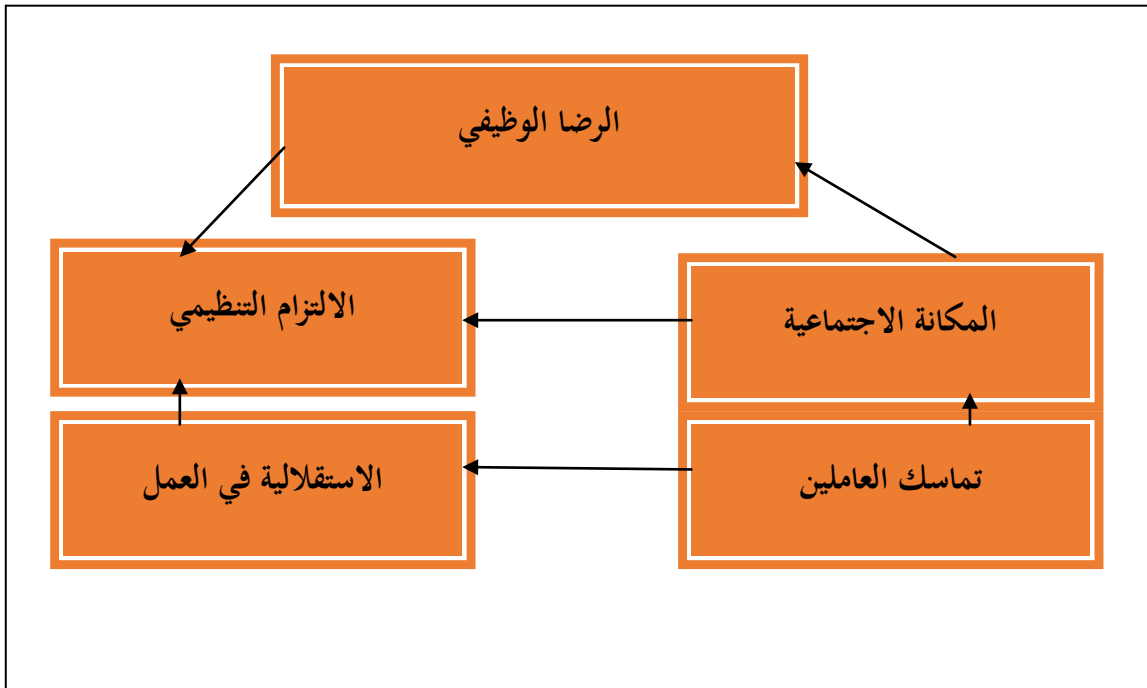 الرضا الوظيفي
المكانة الاجتماعية
الالتزام التنظيمي
تماسك العاملين
الاستقلالية في العمل